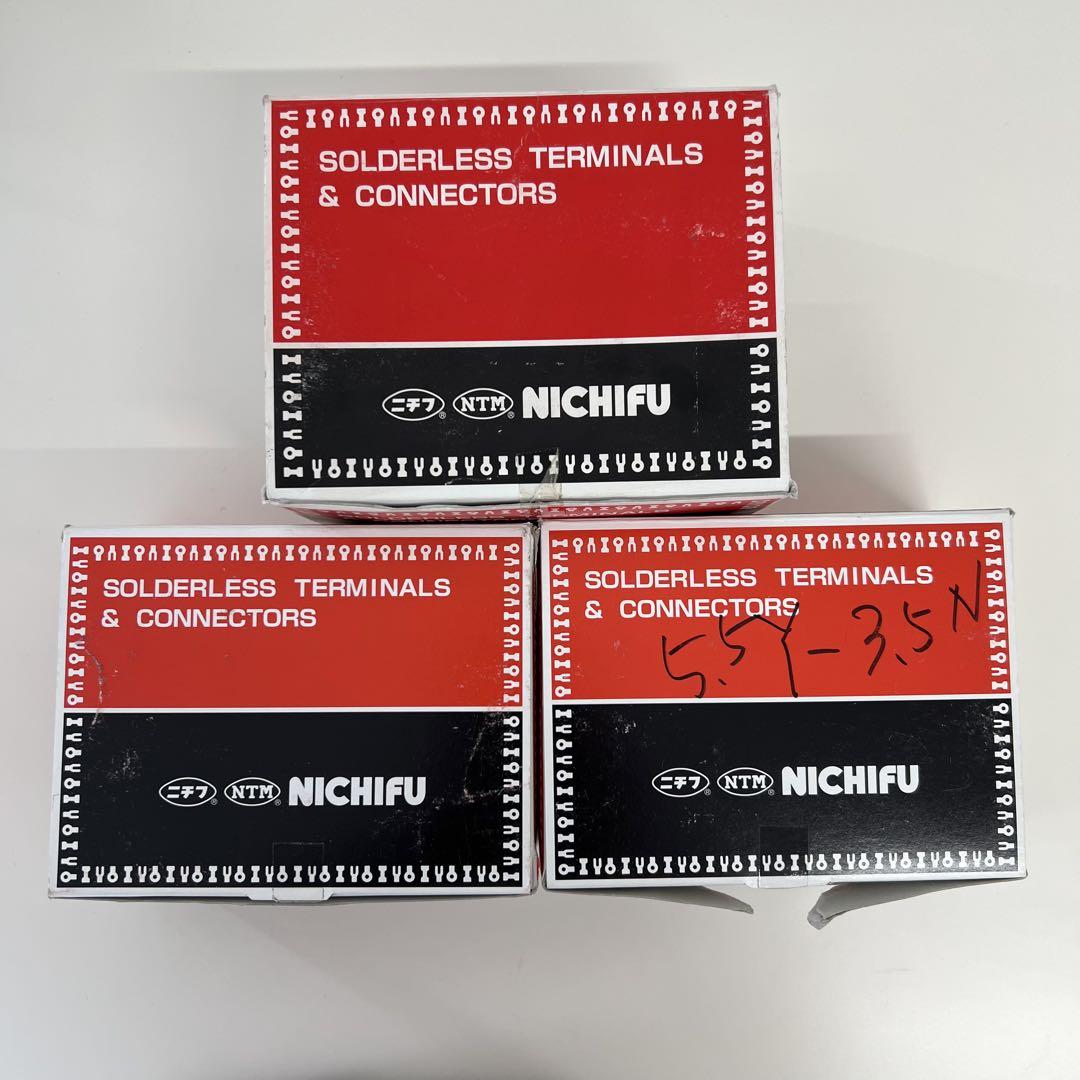 SOLDERLESS TERMINALS
& CONNECTORS
ニチフ® NTM® NICHIFU
SOLDERLESS TERMINALS
& CONNECTORS
ニチフ® NTM® NICHIFU
SOLDERLESS TERMINALS
& CONNECTORS
5.5Y-3.5N
ニチフ® NTM® NICHIFU